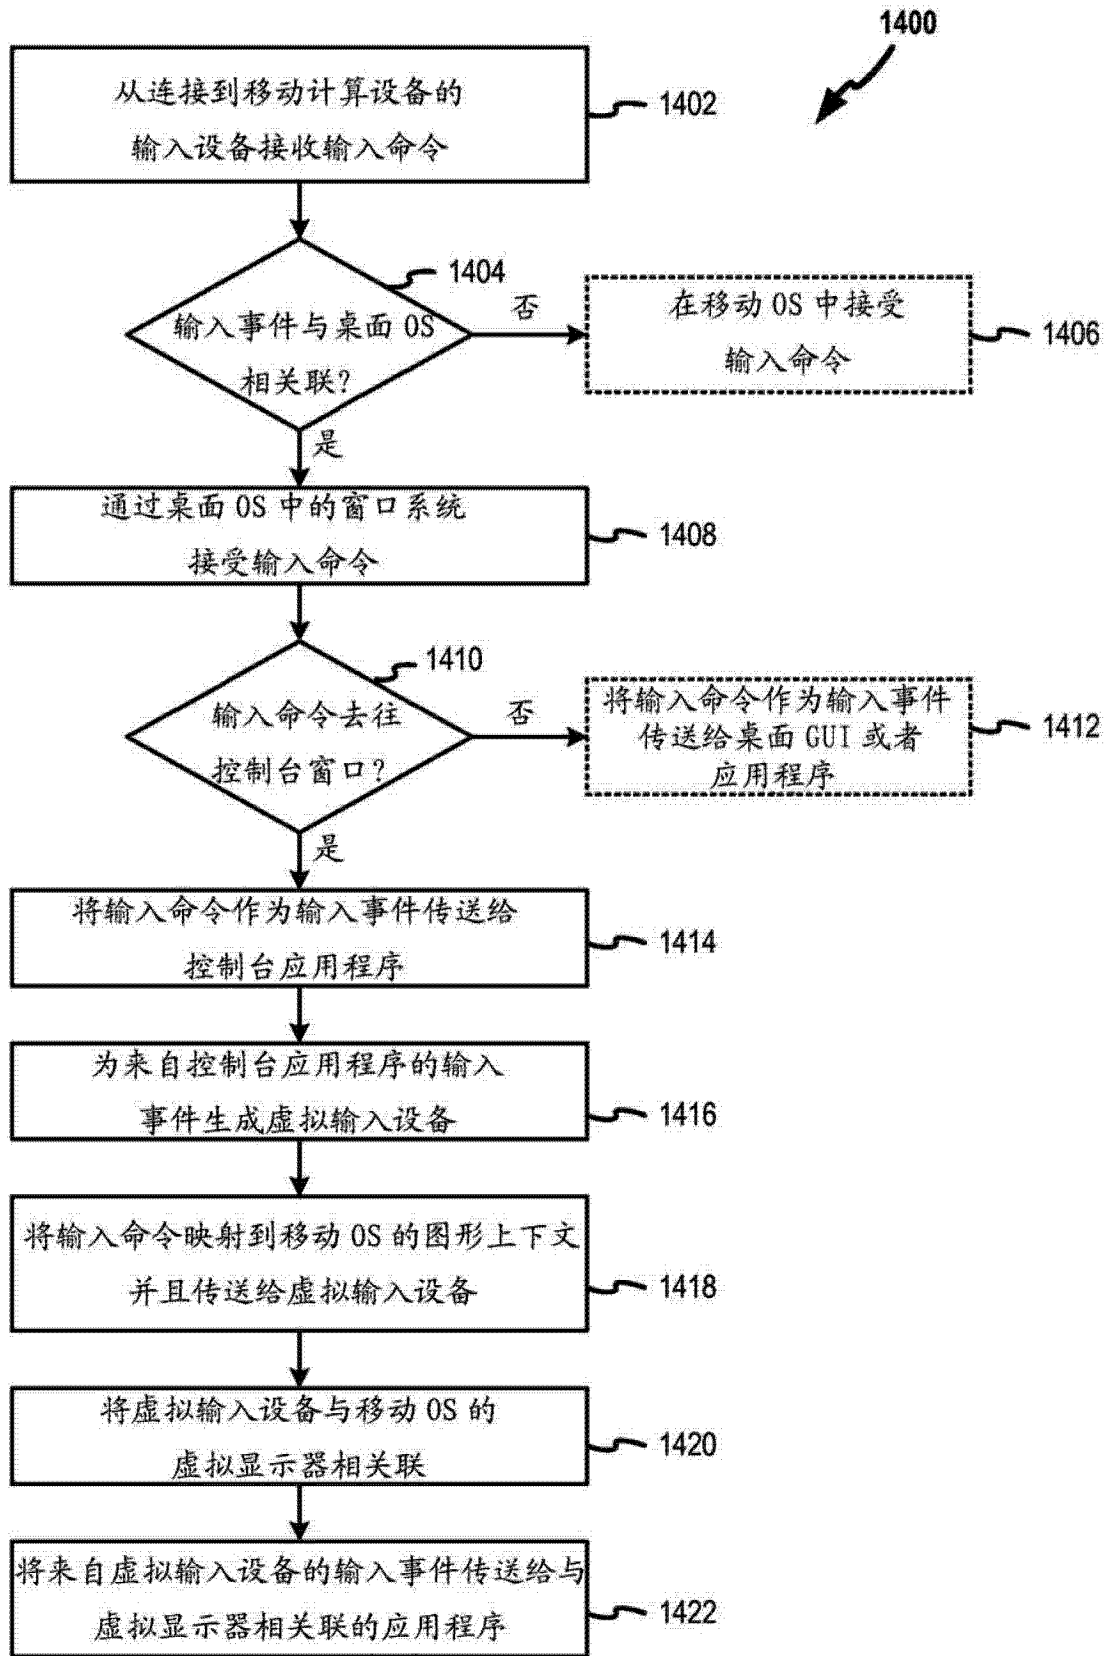 1400
从连接到移动计算设备的
输入设备接收输入命令
1402
1404
输入事件与桌面 OS
相关联?
否
在移动 OS 中接受
输入命令
1406
是
通过桌面 OS 中的窗口系统
接受输入命令
1408
1410
输入命令去往
控制台窗口?
否
将输入命令作为输入事件
传送给桌面 GUI 或者
应用程序
1412
是
将输入命令作为输入事件传送给
控制台应用程序
1414
为来自控制台应用程序的输入
事件生成虚拟输入设备
1416
将输入命令映射到移动 OS 的图形上下文
并且传送给虚拟输入设备
1418
将虚拟输入设备与移动 OS 的
虚拟显示器相关联
1420
将来自虚拟输入设备的输入事件传送给与
虚拟显示器相关联的应用程序
1422